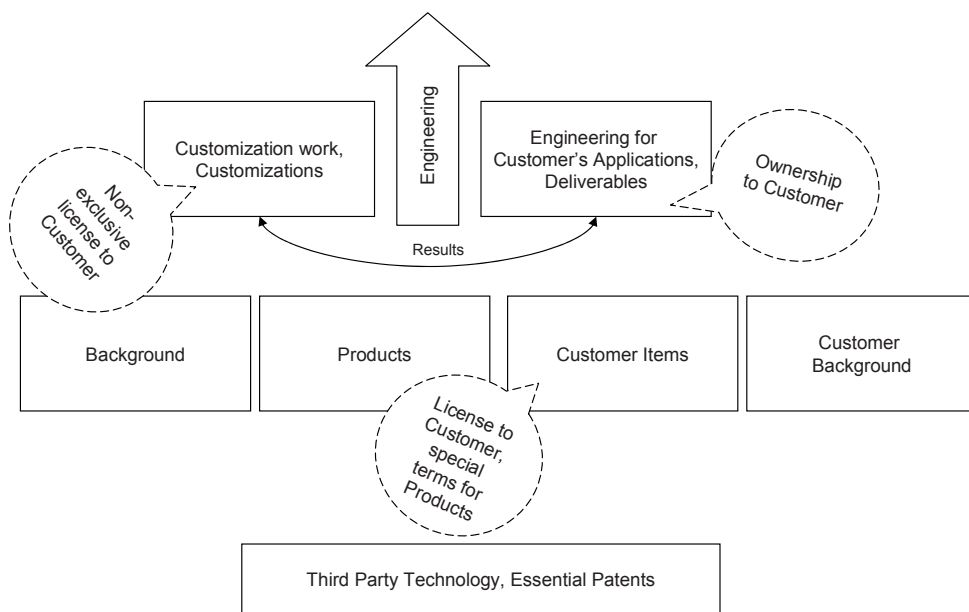 Engineering
Customization work,
Customizations
Engineering for
Customer's Applications,
Deliverables
Non-
exclusive
license to
Customer
Ownership
to Customer
Results
Background
Products
Customer Items
Customer
Background
License to
Customer,
special
terms for
Products
Third Party Technology, Essential Patents